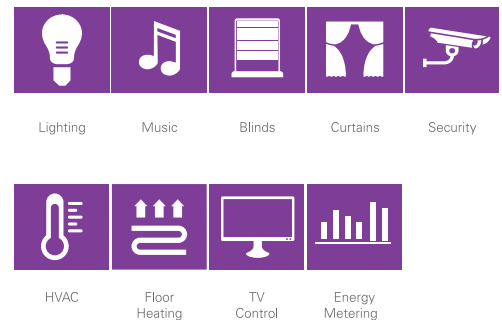 Lighting
Music
Blinds
Curtains
Security
HVAC
Floor
Heating
TV
Control
Energy
Metering